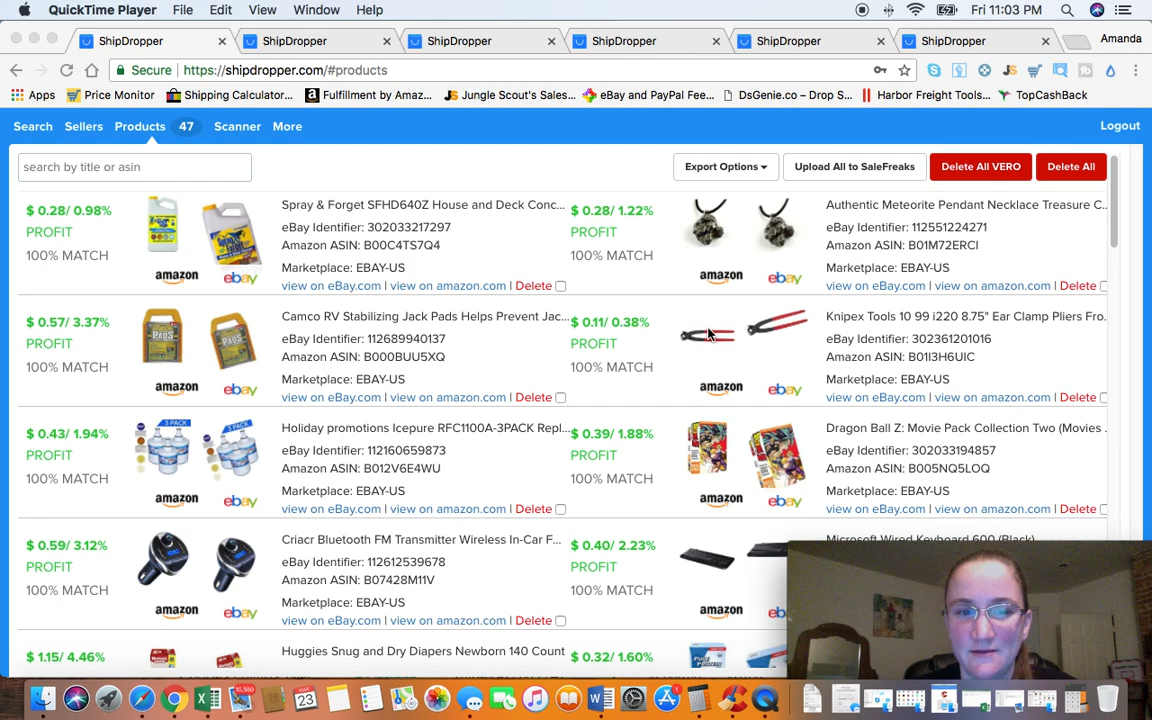 QuickTime Player File Edit View Window Help Fri 11:03 PM
ShipDropper ShipDropper ShipDropper ShipDropper ShipDropper ShipDropper Amanda
Secure https://shipdropper.com/#products
Apps Price Monitor Shipping Calculator... Fulfillment by Amaz... Jungle Scout's Sales... eBay and PayPal Fee... DsGenie.co – Drop S... Harbor Freight Tools... TopCashBack
Search Sellers Products 47 Scanner More Logout
search by title or asin Export Options Upload All to SaleFreaks Delete All VERO Delete All
$ 0.28/ 0.98%
PROFIT
100% MATCH
amazon ebay
Spray & Forget SFHD640Z House and Deck Conc...
eBay Identifier: 302033217297
Amazon ASIN: B00C4TS7Q4
Marketplace: EBAY-US
view on eBay.com | view on amazon.com | Delete
$ 0.28/ 1.22%
PROFIT
100% MATCH
amazon ebay
Authentic Meteorite Pendant Necklace Treasure C...
eBay Identifier: 112551224271
Amazon ASIN: B01M72ERCI
Marketplace: EBAY-US
view on eBay.com | view on amazon.com | Delete
$ 0.57/ 3.37%
PROFIT
100% MATCH
amazon ebay
Camco RV Stabilizing Jack Pads Helps Prevent Jac...
eBay Identifier: 112689940137
Amazon ASIN: B000BUU5XQ
Marketplace: EBAY-US
view on eBay.com | view on amazon.com | Delete
$ 0.11/ 0.38%
PROFIT
100% MATCH
amazon ebay
Knipex Tools 10 99 i220 8.75" Ear Clamp Pliers Fro...
eBay Identifier: 302361201016
Amazon ASIN: B01I3H6UIC
Marketplace: EBAY-US
view on eBay.com | view on amazon.com | Delete
$ 0.43/ 1.94%
PROFIT
100% MATCH
3 PACK
amazon ebay
Holiday promotions Icepure RFC1100A-3PACK Repl...
eBay Identifier: 112160659873
Amazon ASIN: B012V6E4WU
Marketplace: EBAY-US
view on eBay.com | view on amazon.com | Delete
$ 0.39/ 1.88%
PROFIT
100% MATCH
amazon ebay
Dragon Ball Z: Movie Pack Collection Two (Movies .
eBay Identifier: 302033194857
Amazon ASIN: B005NQ5LOQ
Marketplace: EBAY-US
view on eBay.com | view on amazon.com | Delete
$ 0.59/ 3.12%
PROFIT
100% MATCH
amazon ebay
Criacr Bluetooth FM Transmitter Wireless In-Car F...
eBay Identifier: 112612539678
Amazon ASIN: B07428M11V
Marketplace: EBAY-US
view on eBay.com | view on amazon.com | Delete
$ 0.40/ 2.23%
PROFIT
100% MATCH
amazon
Microsoft Wired Keyboard 600 (Black)
$ 1.15/ 4.46%
Huggies Snug and Dry Diapers Newborn 140 Count
$ 0.32/ 1.60%